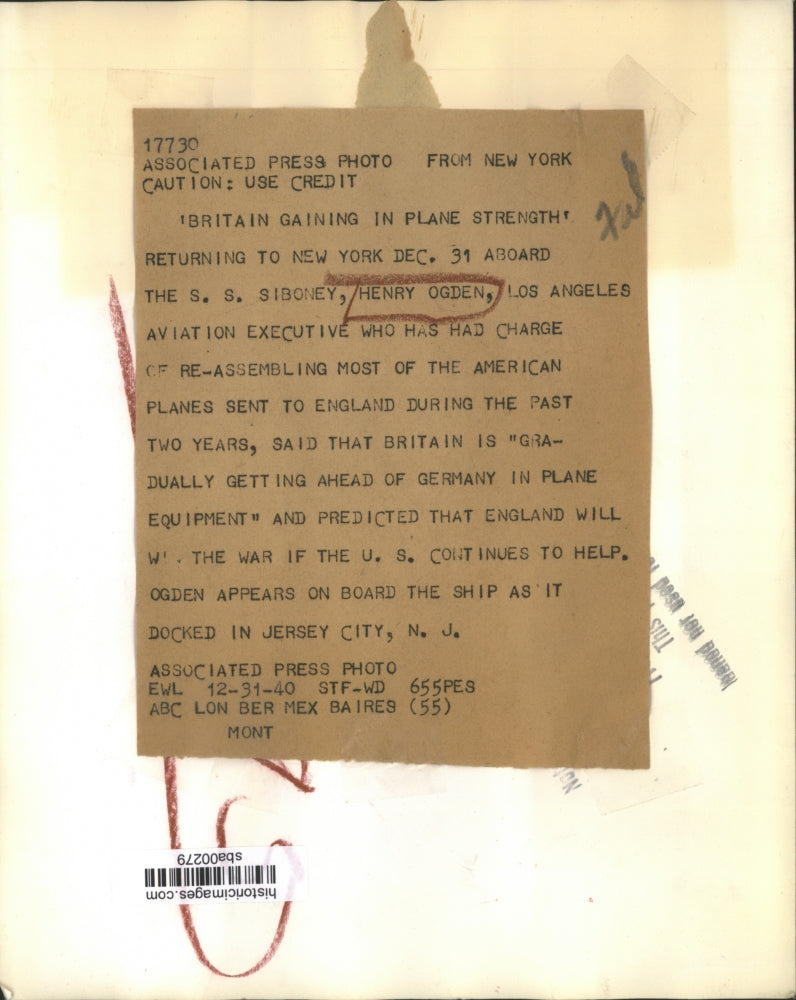 17730
ASSOCIATED PRESS PHOTO FROM NEW YORK
CAUTION: USE CREDIT
'BRITAIN GAINING IN PLANE STRENGTH'
RETURNING TO NEW YORK DEC. 31 ABOARD
THE S. S. SIBONEY, HENRY OGDEN, LOS ANGELES
AVIATION EXECUTIVE WHO HAS HAD CHARGE
OF RE-ASSEMBLING MOST OF THE AMERICAN
PLANES SENT TO ENGLAND DURING THE PAST
TWO YEARS, SAID THAT BRITAIN IS "GRA-
DUALLY GETTING AHEAD OF GERMANY IN PLANE
EQUIPMENT" AND PREDICTED THAT ENGLAND WILL
THE WAR IF THE U. S. CONTINUES TO HELP.
OGDEN APPEARS ON BOARD THE SHIP AS IT
DOCKED IN JERSEY CITY, N. J.
ASSOCIATED PRESS PHOTO
EWL 12-31-40 STF-WD 655PES
ABC LON BER MEX BAIRES (55)
MONT
historicimages.com
sba00279